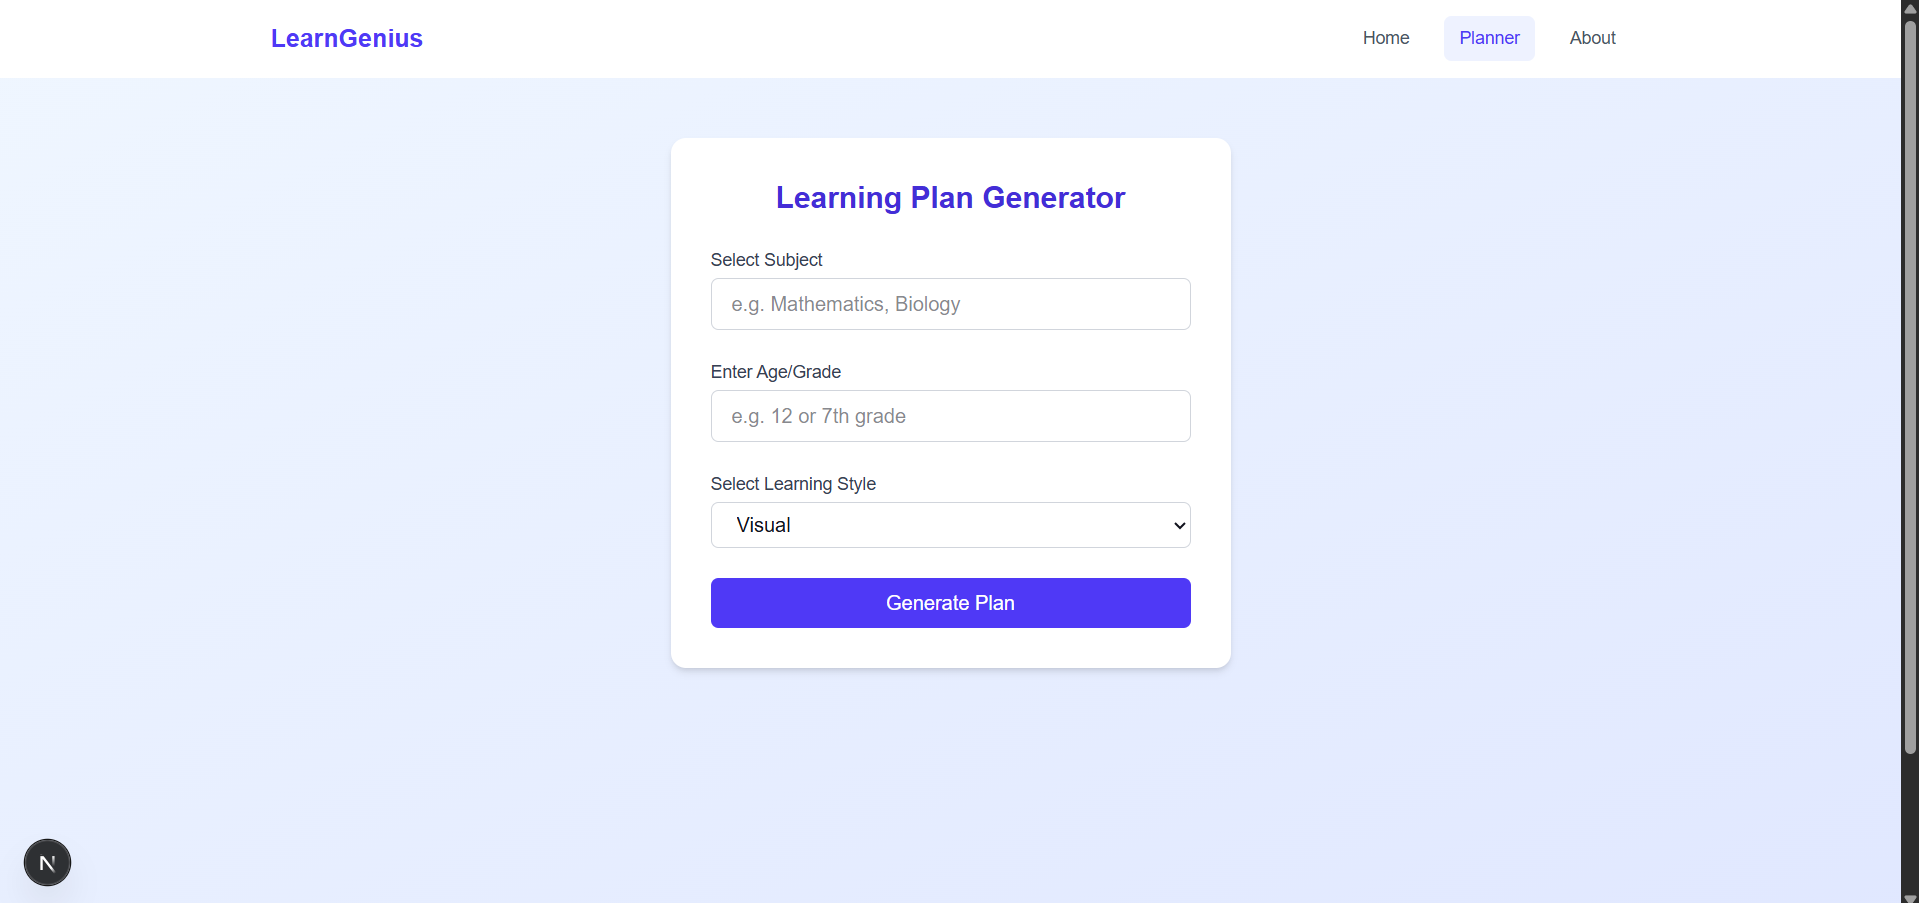 LearnGenius
Home
Planner
About
Learning Plan Generator
Select Subject
e.g. Mathematics, Biology
Enter Age/Grade
e.g. 12 or 7th grade
Select Learning Style
Visual
Generate Plan
N